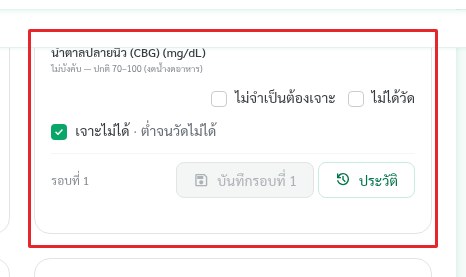 น้ำตาลปลายนิ้ว (CBG) (mg/dL)
ไม่บังคับ — ปกติ 70–100 (งดน้ำงดอาหาร)
ไม่จำเป็นต้องเจาะ ไม่ได้วัด
เจาะไม่ได้ · ต่ำจนวัดไม่ได้
รอบที่ 1 บันทึกรอบที่ 1 ประวัติ